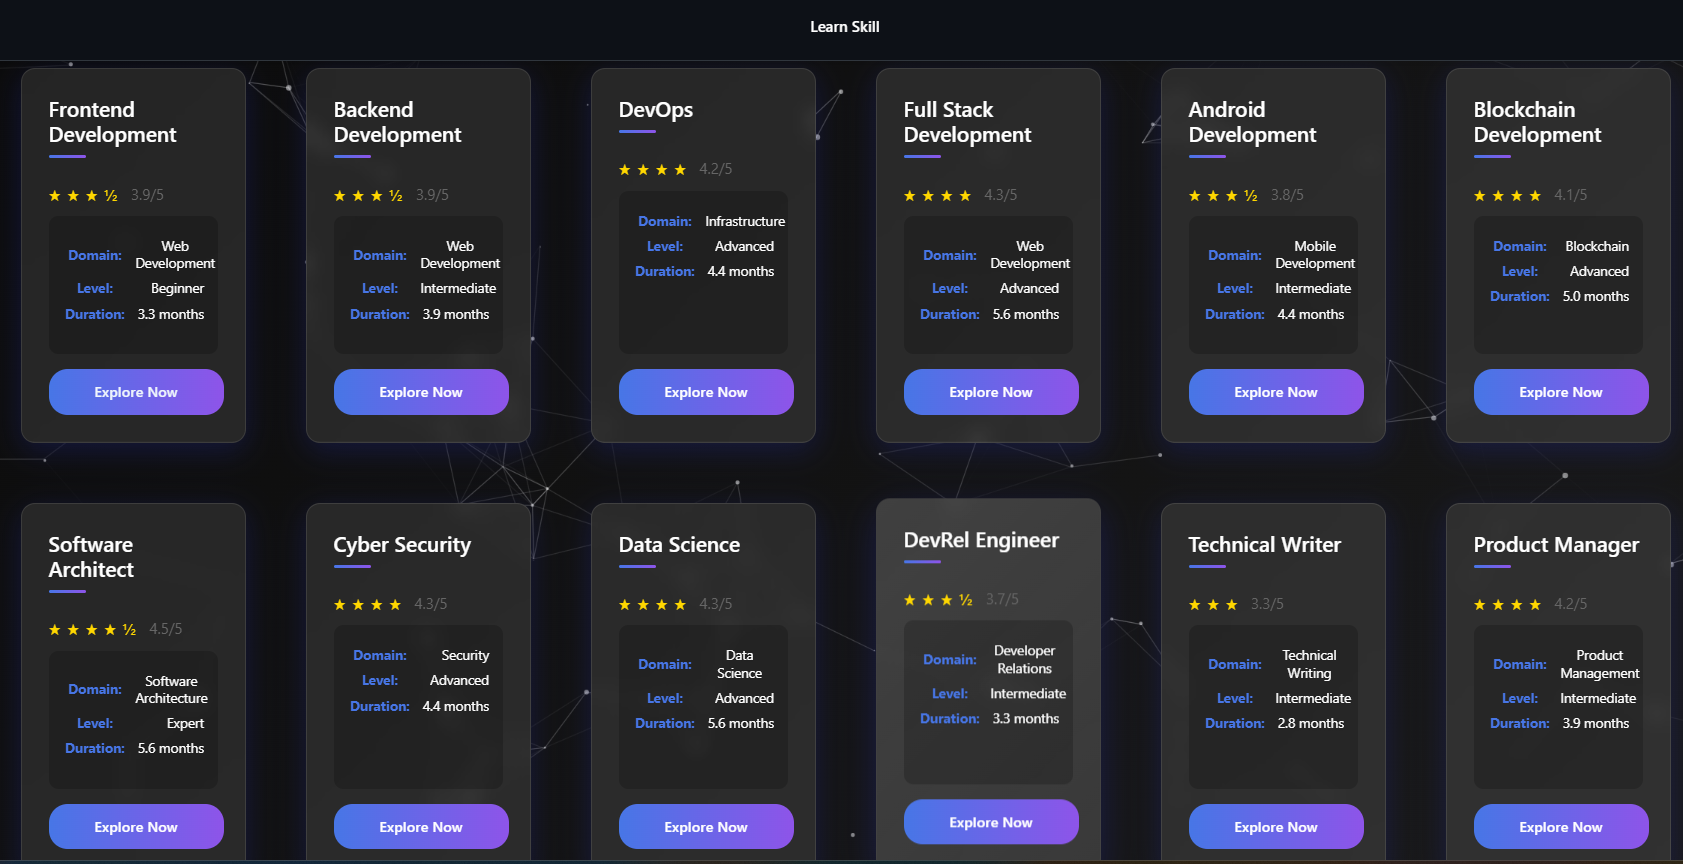 Learn Skill
Frontend
Development
★ ★ ★ ½ 3.9/5
Domain: Web
Development
Level: Beginner
Duration: 3.3 months
Explore Now
Backend
Development
★ ★ ★ ½ 3.9/5
Domain: Web
Development
Level: Intermediate
Duration: 3.9 months
Explore Now
DevOps
★ ★ ★ ★ 4.2/5
Domain: Infrastructure
Level: Advanced
Duration: 4.4 months
Explore Now
Full Stack
Development
★ ★ ★ ★ 4.3/5
Domain: Web
Development
Level: Advanced
Duration: 5.6 months
Explore Now
Android
Development
★ ★ ★ ½ 3.8/5
Domain: Mobile
Development
Level: Intermediate
Duration: 4.4 months
Explore Now
Blockchain
Development
★ ★ ★ ★ 4.1/5
Domain: Blockchain
Level: Advanced
Duration: 5.0 months
Explore Now
Software
Architect
★ ★ ★ ★ ½ 4.5/5
Domain: Software
Architecture
Level: Expert
Duration: 5.6 months
Explore Now
Cyber Security
★ ★ ★ ★ 4.3/5
Domain: Security
Level: Advanced
Duration: 4.4 months
Explore Now
Data Science
★ ★ ★ ★ 4.3/5
Domain: Data
Science
Level: Advanced
Duration: 5.6 months
Explore Now
DevRel Engineer
★ ★ ★ ½ 3.7/5
Domain: Developer
Relations
Level: Intermediate
Duration: 3.3 months
Explore Now
Technical Writer
★ ★ ★ 3.3/5
Domain: Technical
Writing
Level: Intermediate
Duration: 2.8 months
Explore Now
Product Manager
★ ★ ★ ★ 4.2/5
Domain: Product
Management
Level: Intermediate
Duration: 3.9 months
Explore Now